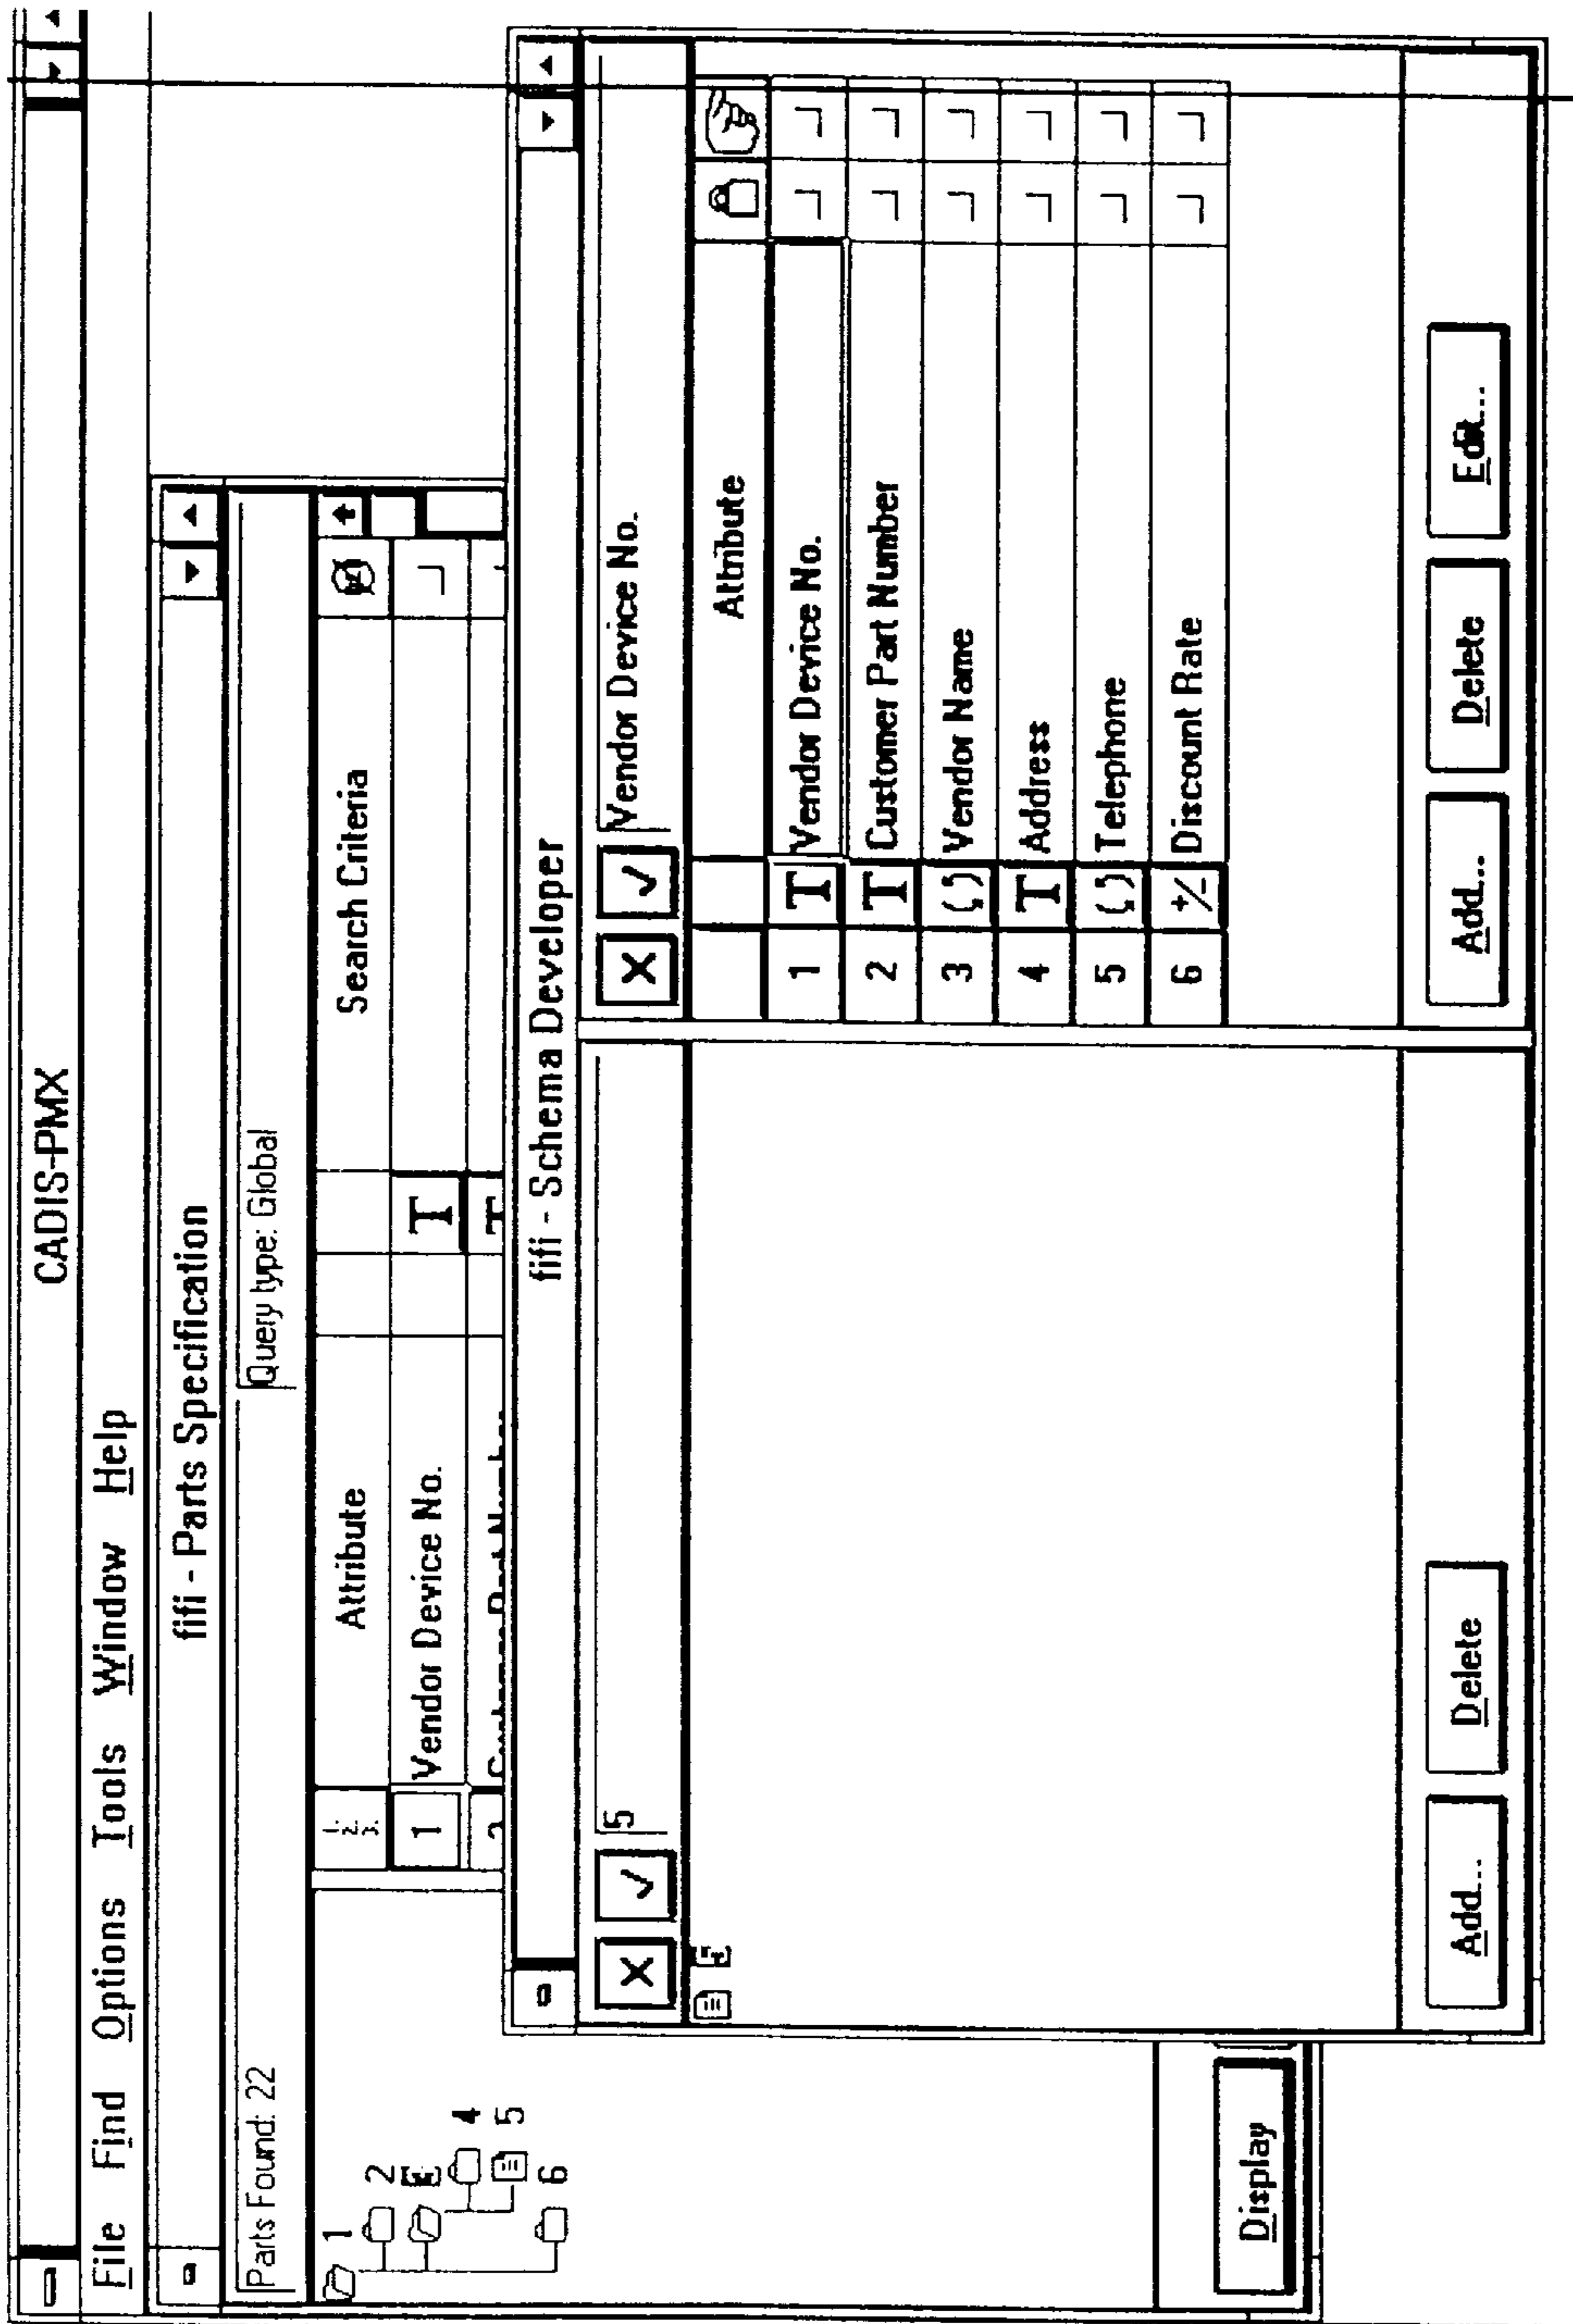 CADIS-PMX
File Find Options Tools Window Help
fifi - Parts Specification
Parts Found: 22
Query type: Global
Attribute
Search Criteria
1 Vendor Device No. T
1
2
4
5
6
Display
fifi - Schema Developer
X ✓ 5
Add...
Delete
X ✓ Vendor Device No.
Attribute
1 T Vendor Device No.
2 T Customer Part Number
3 Vendor Name
4 T Address
5 Telephone
6 +/- Discount Rate
Add...
Delete
Edit...